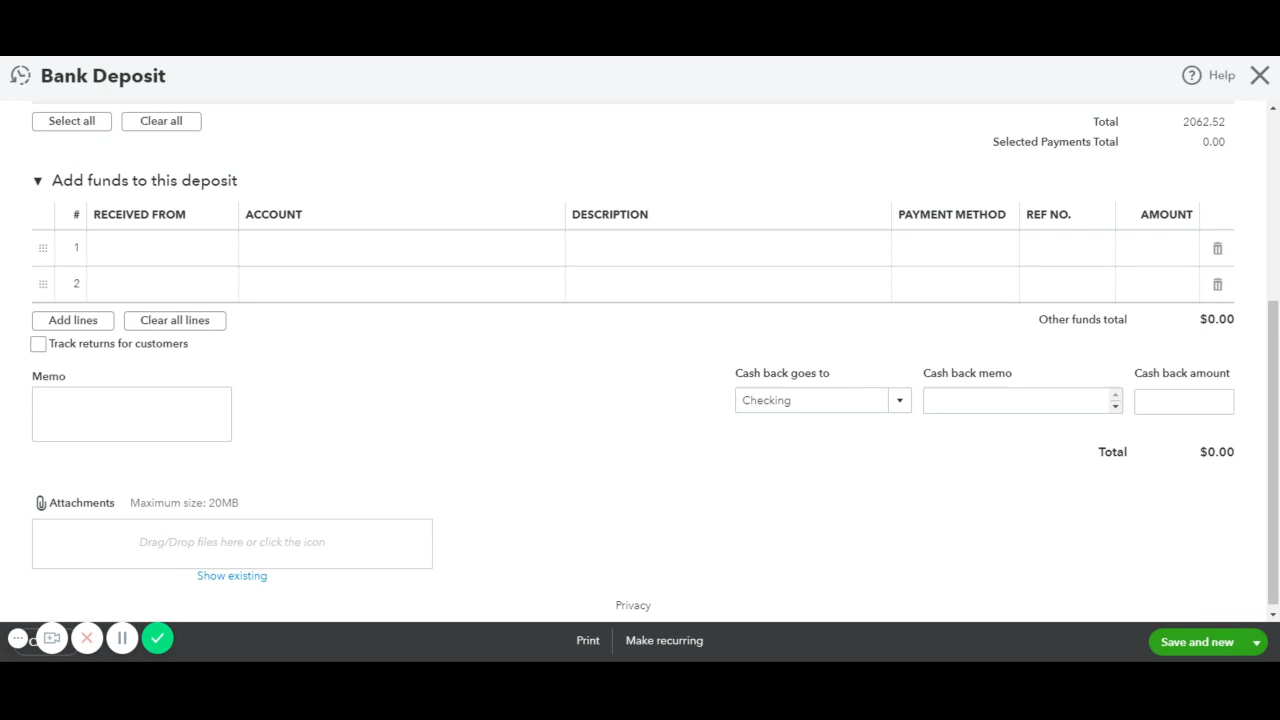 Bank Deposit
Help
Select all
Clear all
Total 2062.52
Selected Payments Total 0.00
Add funds to this deposit
# RECEIVED FROM ACCOUNT DESCRIPTION PAYMENT METHOD REF NO. AMOUNT
1
2
Add lines
Clear all lines
Other funds total $0.00
Track returns for customers
Memo
Cash back goes to
Cash back memo
Cash back amount
Checking
Total $0.00
Attachments Maximum size: 20MB
Drag/Drop files here or click the icon
Show existing
Privacy
Print
Make recurring
Save and new